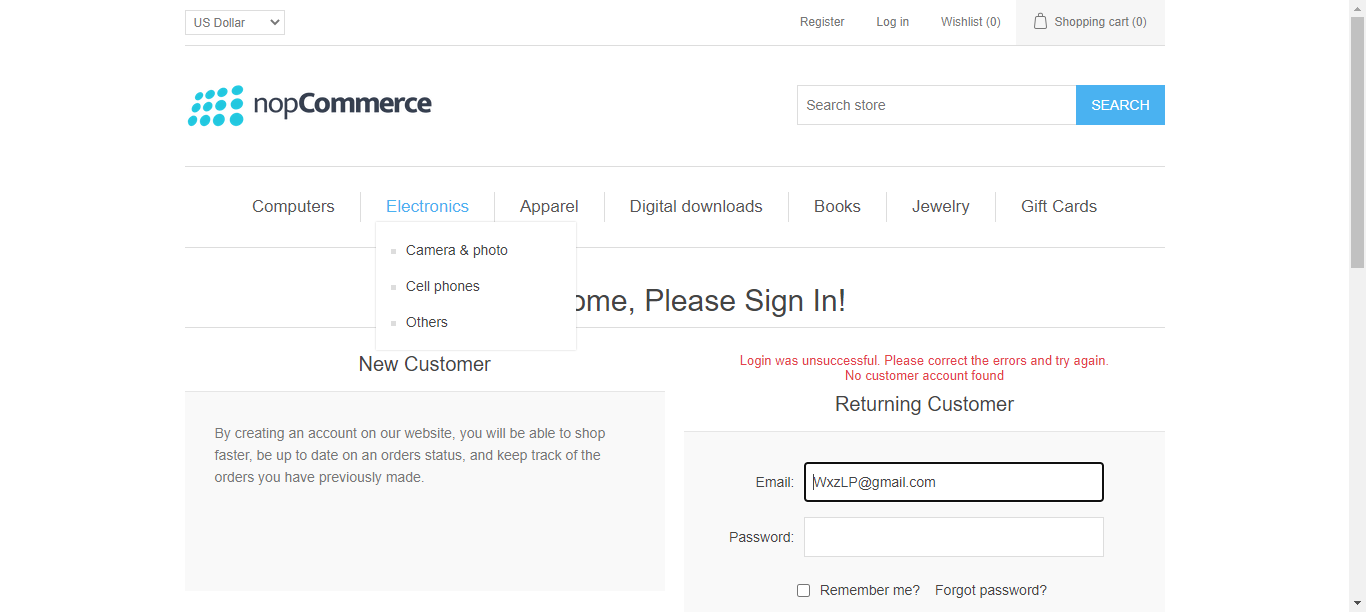 US Dollar
Register
Log in
Wishlist (0)
Shopping cart (0)
nopCommerce
Search store
SEARCH
Computers
Electronics
Apparel
Digital downloads
Books
Jewelry
Gift Cards
Camera & photo
Cell phones
Others
ome, Please Sign In!
New Customer
By creating an account on our website, you will be able to shop
faster, be up to date on an orders status, and keep track of the
orders you have previously made.
Login was unsuccessful. Please correct the errors and try again.
No customer account found
Returning Customer
Email:
WxzLP@gmail.com
Password:
Remember me?
Forgot password?